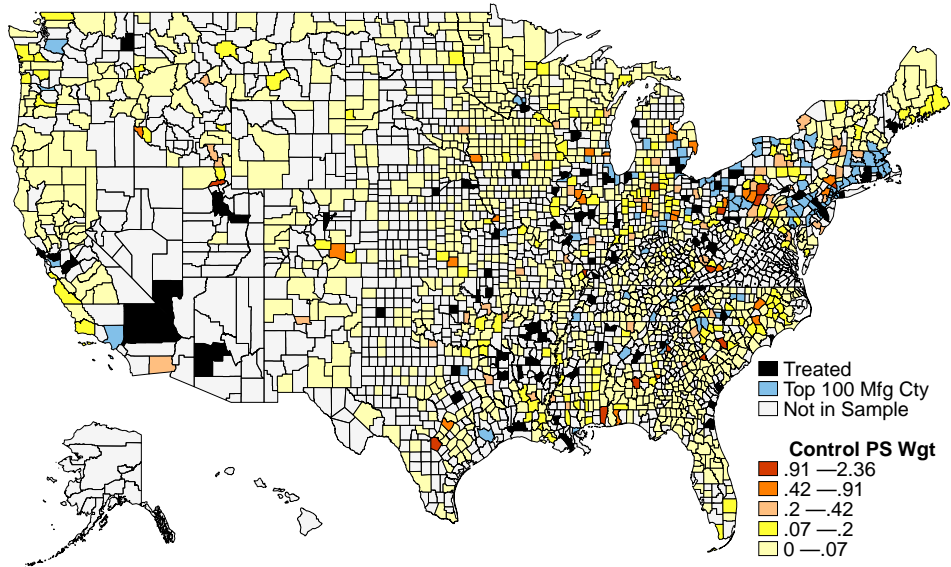 Treated
Top 100 Mfg Cty
Not in Sample
Control PS Wgt
.91 —2.36
.42 —.91
.2 —.42
.07 —.2
0 —.07